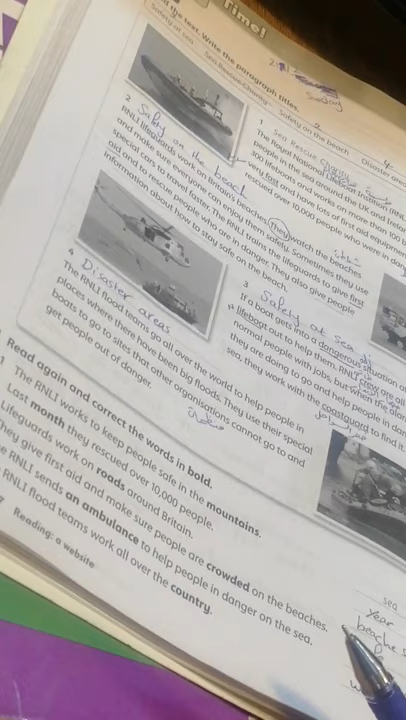 Time!
the text. Write the paragraph titles.
Safety at sea Sea Rescue Charity Safety on the beach Disaster areas
Sunday
1 Sea Rescue Charity
The Royal National Lifeboat Institution (RNLI)
people in the sea around the UK and
300 lifeboats and work on more than 100
very fast and have lots of first aid equipment
rescued over 10,000 people who were in
2 Safety on the beach
RNLI lifeguards work on Britain's beaches. They watch the beaches
and make sure everyone can enjoy them safely. Sometimes they use
special cars to travel faster. The RNLI trains the lifeguards to give first
aid and to rescue people who are in danger. They also give people
information about how to stay safe on the beach.
3 Safety at sea
If a boat gets into a dangerous situation at
lifeboat out to help them. RNLI crew are all
normal people with jobs, but when the
they are doing to go and help people in
sea, they work with the coastguard to find it.
4 Disaster areas
The RNLI flood teams go all over the world to help people in
places where there have been big floods. They use their special
boats to go to sites that other organisations cannot go to and
get people out of danger.
Read again and correct the words in bold.
1 The RNLI works to keep people safe in the mountains.
Last month they rescued over 10,000 people.
Lifeguards work on roads around Britain.
They give first aid and make sure people are crowded on the beaches.
The RNLI sends an ambulance to help people in danger on the sea.
RNLI flood teams work all over the country.
Reading: a website
sea
year
beaches